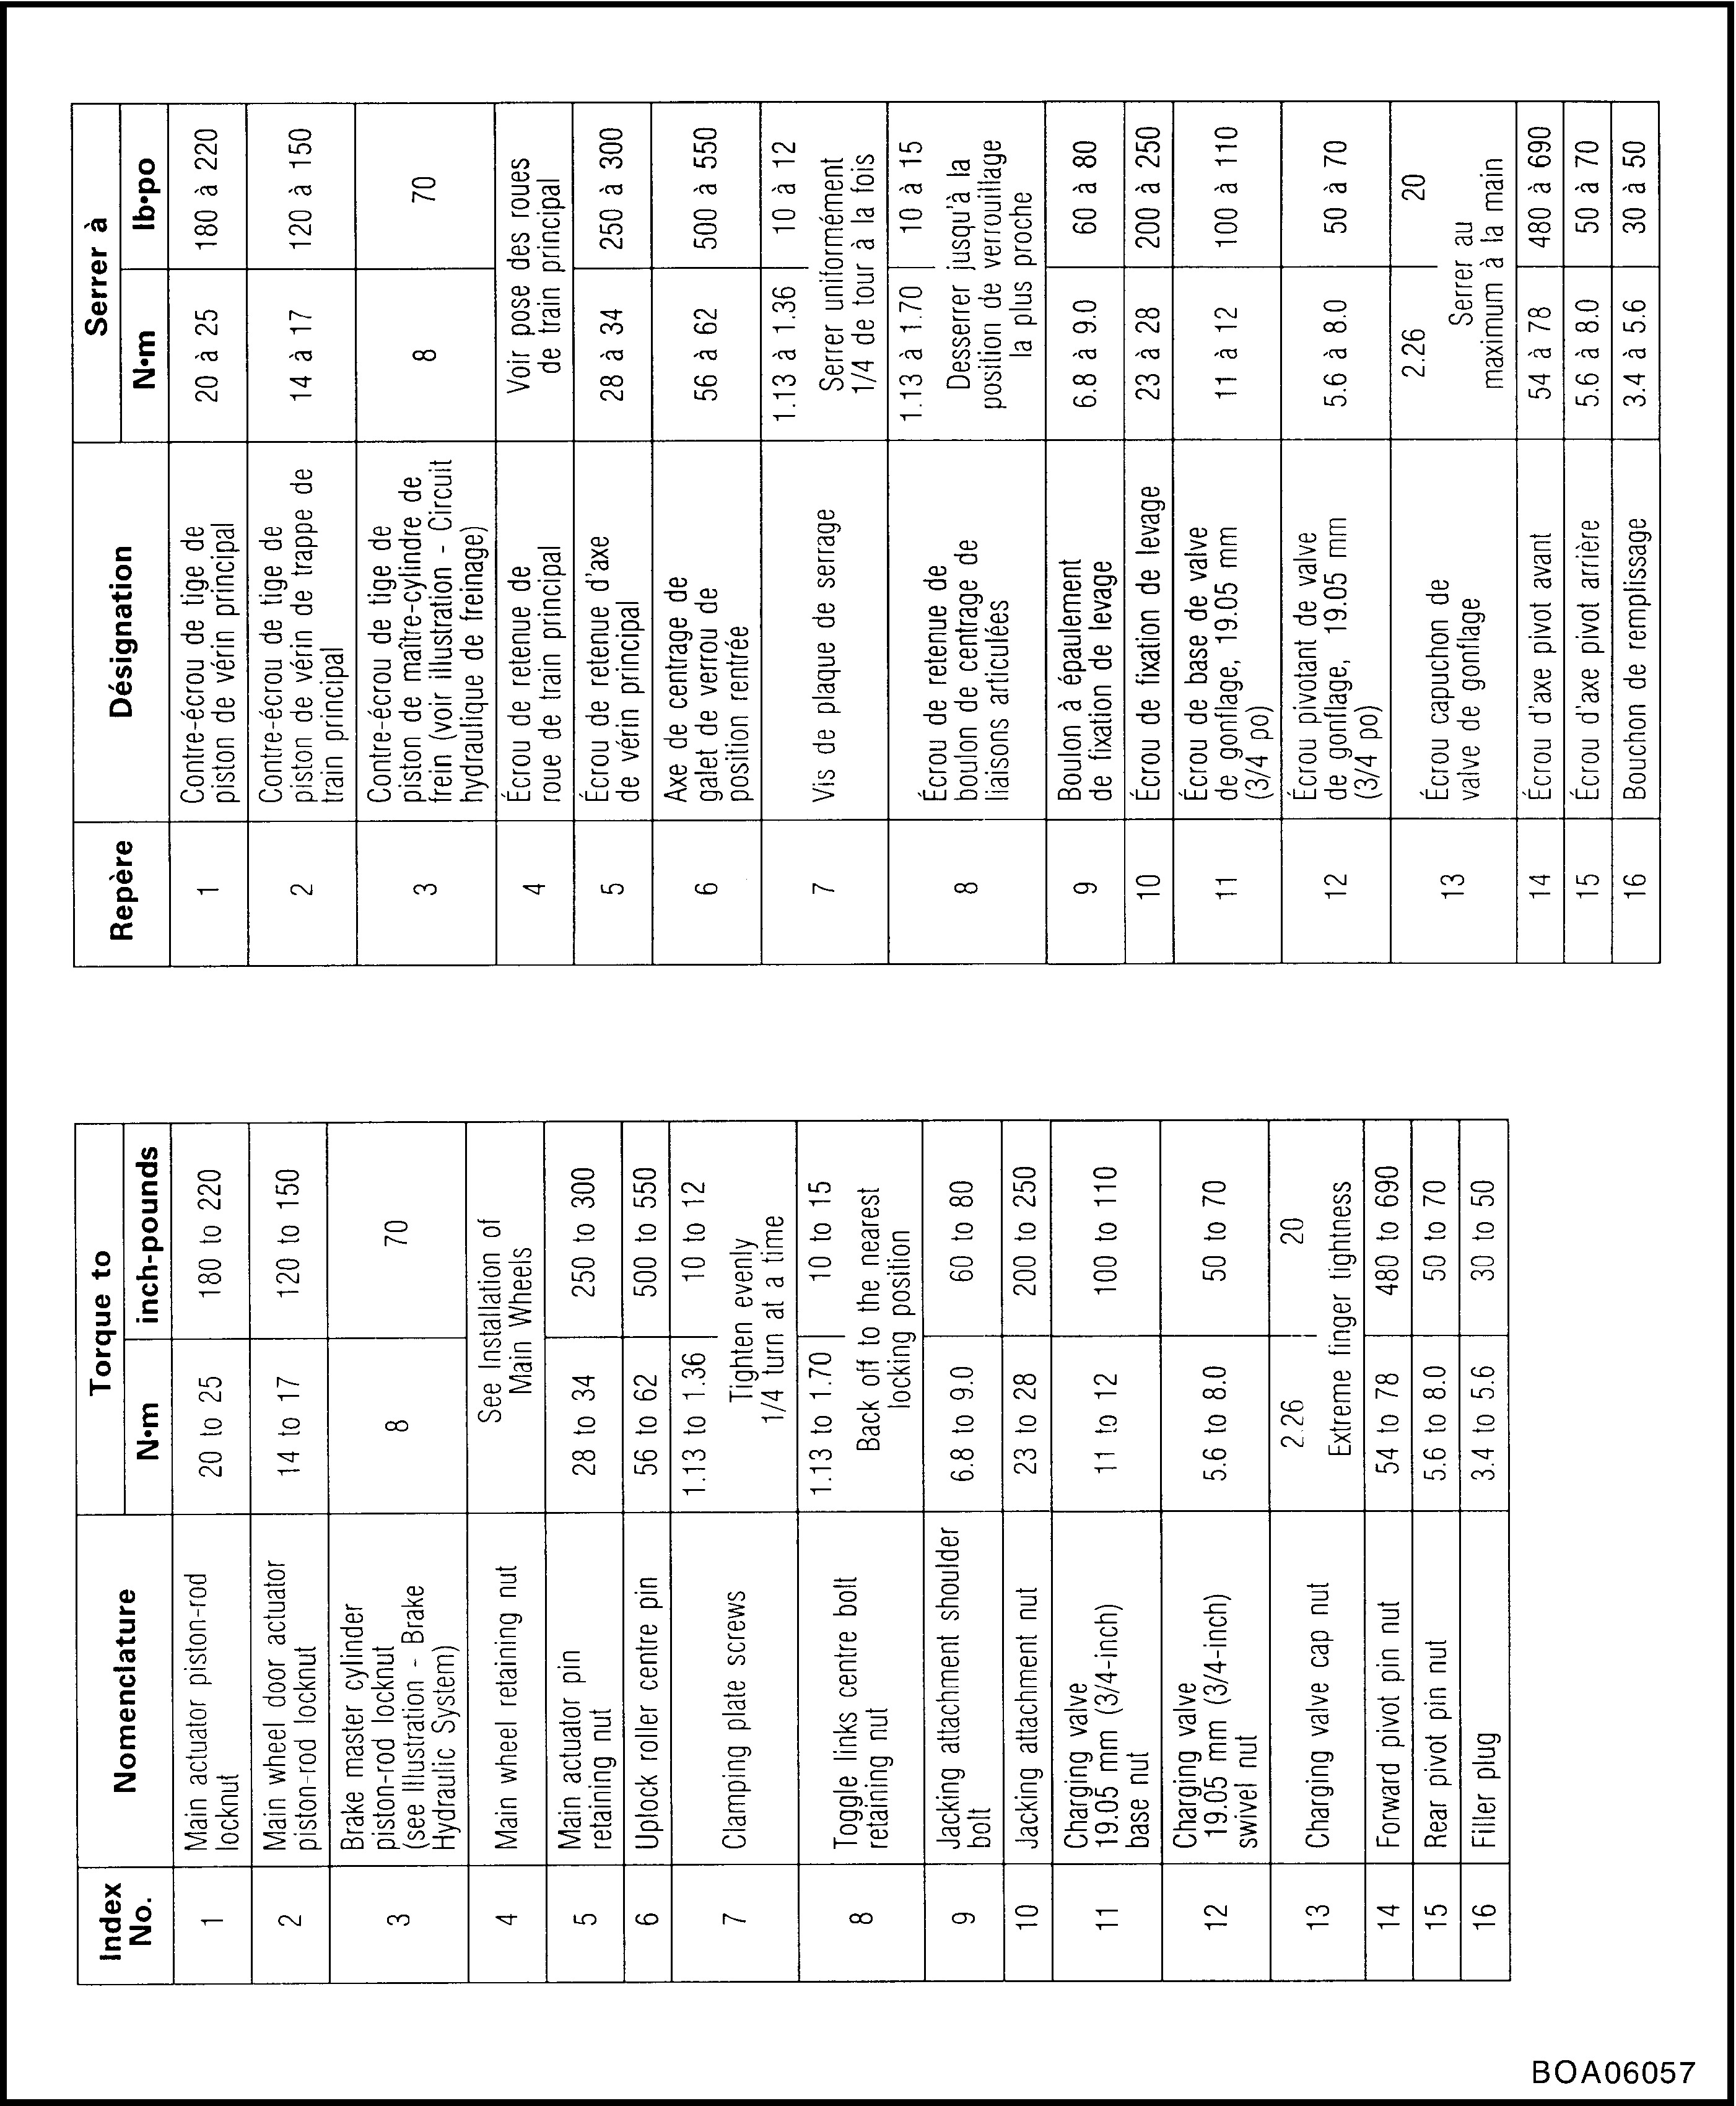 Index No.
Nomenclature
Torque to
N•m
inch-pounds
1
Main actuator piston-rod
locknut
20 to 25
180 to 220
2
Main wheel door actuator
piston-rod locknut
14 to 17
120 to 150
3
Brake master cylinder
piston-rod locknut
(see Illustration - Brake
Hydraulic System)
8
70
4
Main wheel retaining nut
See Installation of
Main Wheels
5
Main actuator pin
retaining nut
28 to 34
250 to 300
6
Uplock roller centre pin
56 to 62
500 to 550
7
Clamping plate screws
1.13 to 1.36
10 to 12
Tighten evenly
1/4 turn at a time
8
Toggle links centre bolt
retaining nut
1.13 to 1.70
10 to 15
Back off to the nearest
locking position
9
Jacking attachment shoulder
bolt
6.8 to 9.0
60 to 80
10
Jacking attachment nut
23 to 28
200 to 250
11
Charging valve
19.05 mm (3/4-inch)
base nut
11 to 12
100 to 110
12
Charging valve
19.05 mm (3/4-inch)
swivel nut
5.6 to 8.0
50 to 70
13
Charging valve cap nut
2.26
20
Extreme finger tightness
14
Forward pivot pin nut
54 to 78
480 to 690
15
Rear pivot pin nut
5.6 to 8.0
50 to 70
16
Filler plug
3.4 to 5.6
30 to 50
Repère
Désignation
Serrer à
N•m
lb•po
1
Contre-écrou de tige de
piston de vérin principal
20 à 25
180 à 220
2
Contre-écrou de tige de
piston de vérin de trappe de
train principal
14 à 17
120 à 150
3
Contre-écrou de tige de
piston de maître-cylindre de
frein (voir illustration - Circuit
hydraulique de freinage)
8
70
4
Écrou de retenue de
roue de train principal
Voir pose des roues
de train principal
5
Écrou de retenue d'axe
de vérin principal
28 à 34
250 à 300
6
Axe de centrage de
galet de verrou de
position rentrée
56 à 62
500 à 550
7
Vis de plaque de serrage
1.13 à 1.36
10 à 12
Serrer uniformément
1/4 de tour à la fois
8
Écrou de retenue de
boulon de centrage de
liaisons articulées
1.13 à 1.70
10 à 15
Desserrer jusqu'à la
position de verrouillage
la plus proche
9
Boulon à épaulement
de fixation de levage
6.8 à 9.0
60 à 80
10
Écrou de fixation de levage
23 à 28
200 à 250
11
Écrou de base de valve
de gonflage, 19.05 mm
(3/4 po)
11 à 12
100 à 110
12
Écrou pivotant de valve
de gonflage, 19.05 mm
(3/4 po)
5.6 à 8.0
50 à 70
13
Écrou capuchon de
valve de gonflage
2.26
20
Serrer au
maximum à la main
14
Écrou d'axe pivot avant
54 à 78
480 à 690
15
Écrou d'axe pivot arrière
5.6 à 8.0
50 à 70
16
Bouchon de remplissage
3.4 à 5.6
30 à 50
BOA06057